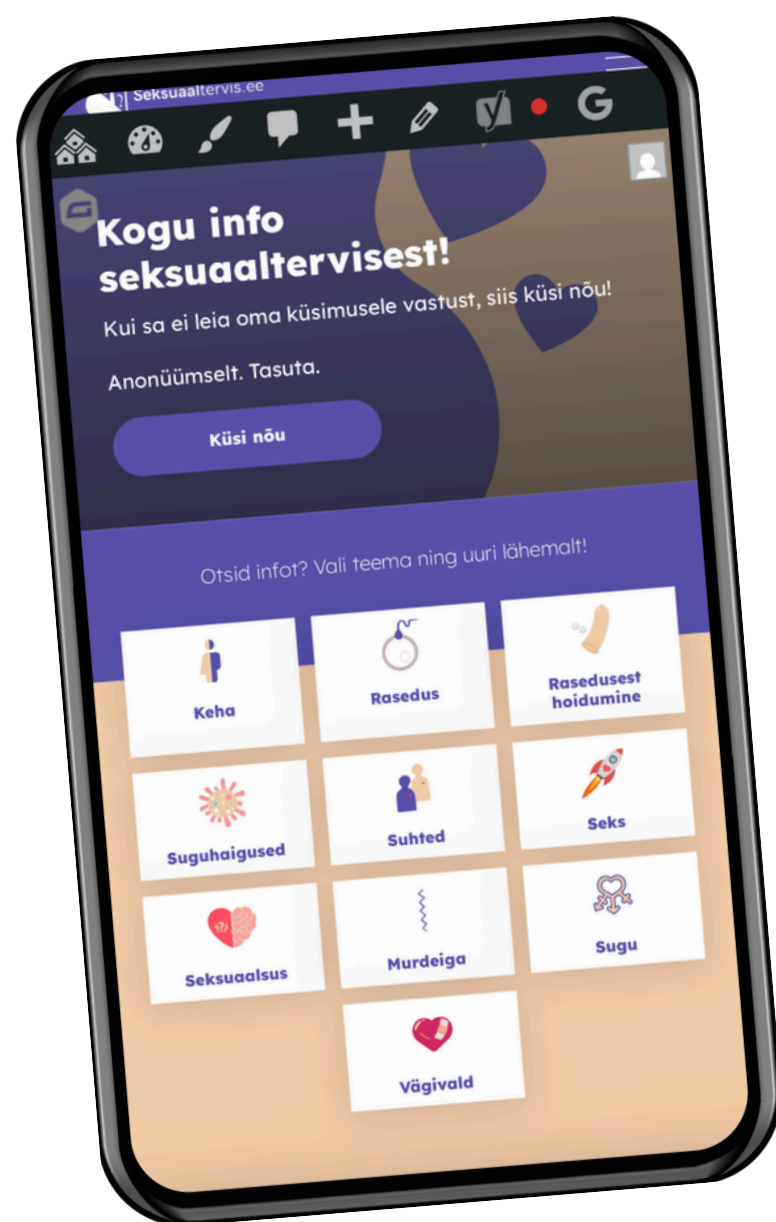 Seksuaaltervis.ee
Kogu info
seksuaaltervisest!
Kui sa ei leia oma küsimusele vastust, siis küsi nõu!
Anonüümselt. Tasuta.
Küsi nõu
Otsid infot? Vali teema ning uuri lähemalt!
Keha
Rasedus
Rasedusest
hoidumine
Suguhaigused
Suhted
Seks
Seksuaalsus
Murdeiga
Sugu
Vägivald